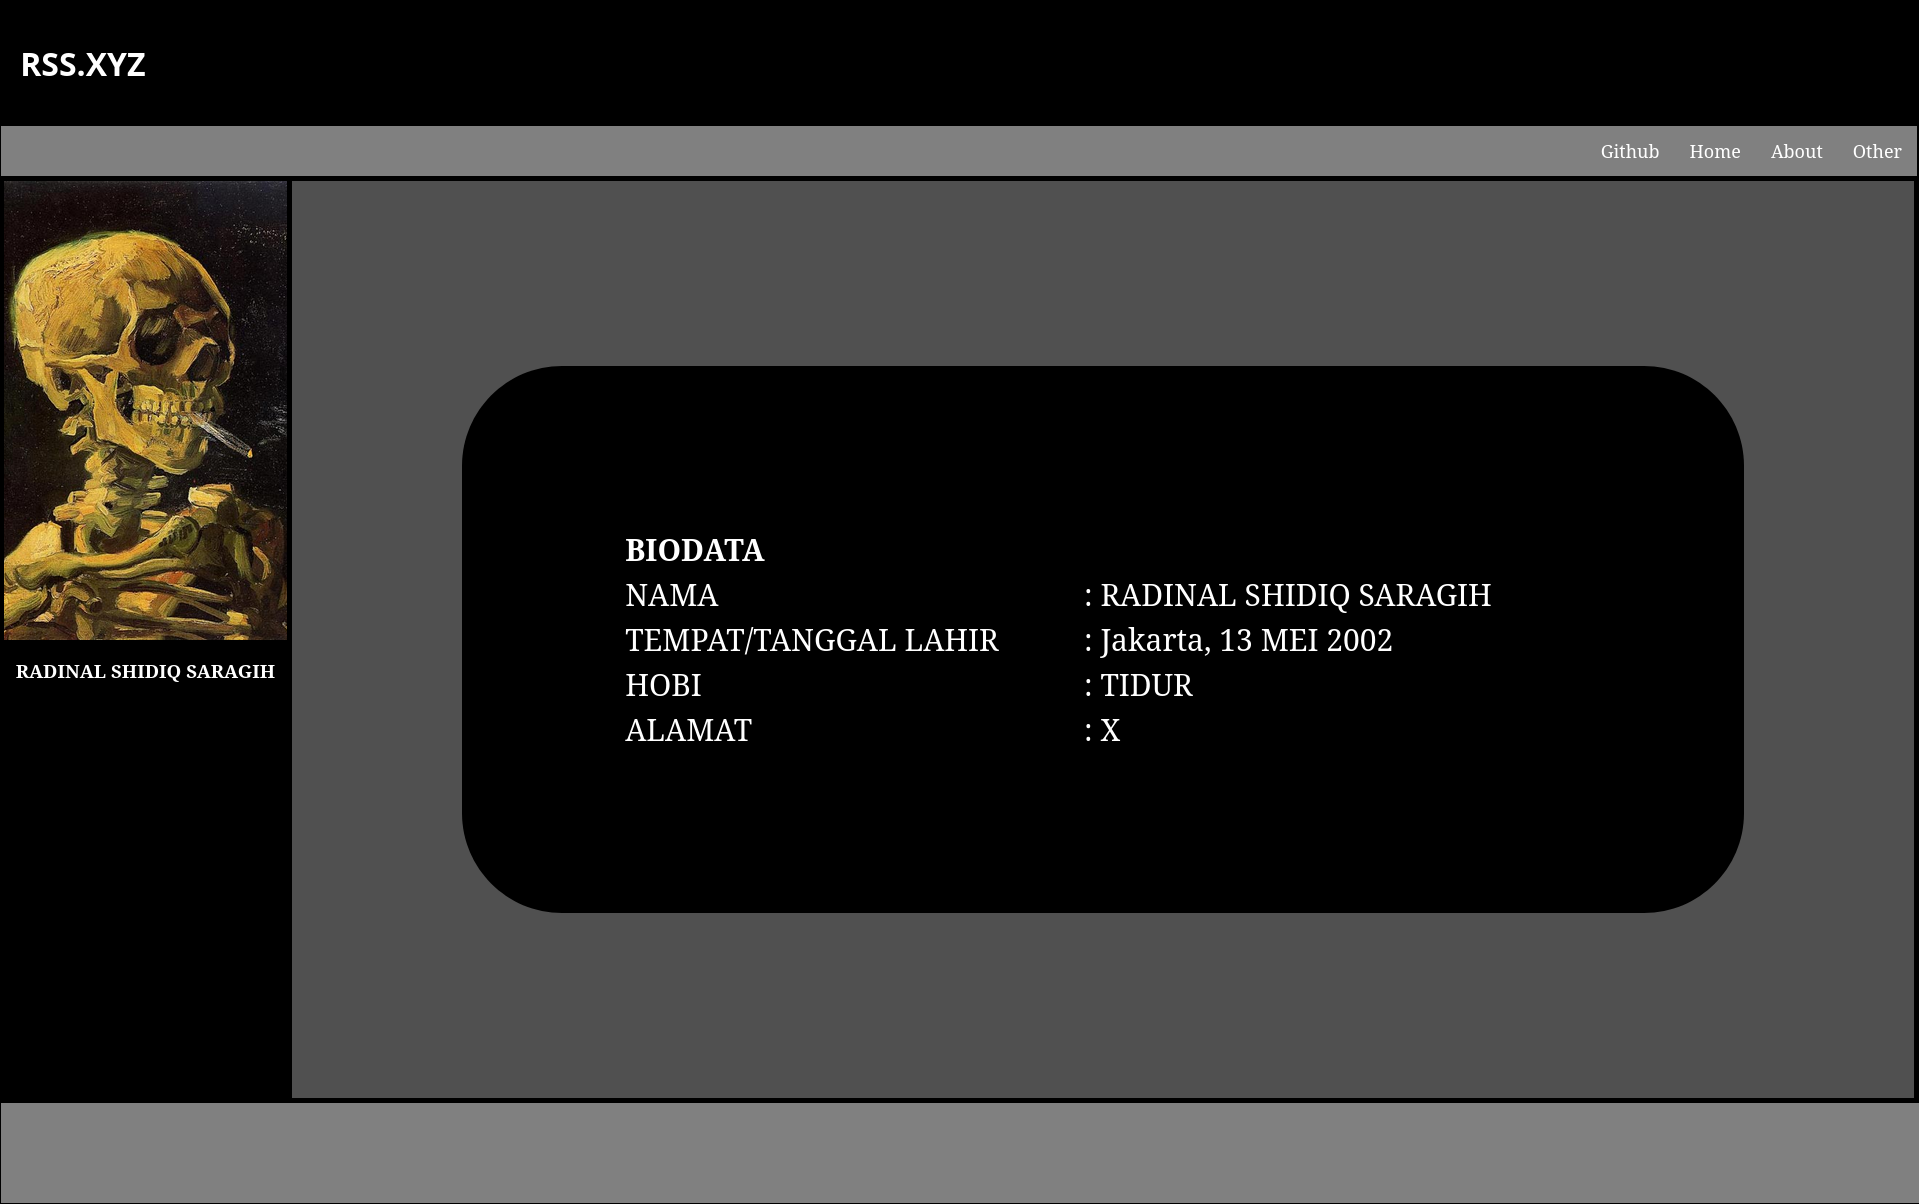 RSS.XYZ
Github Home About Other
RADINAL SHIDIQ SARAGIH
BIODATA
NAMA : RADINAL SHIDIQ SARAGIH
TEMPAT/TANGGAL LAHIR : Jakarta, 13 MEI 2002
HOBI : TIDUR
ALAMAT : X